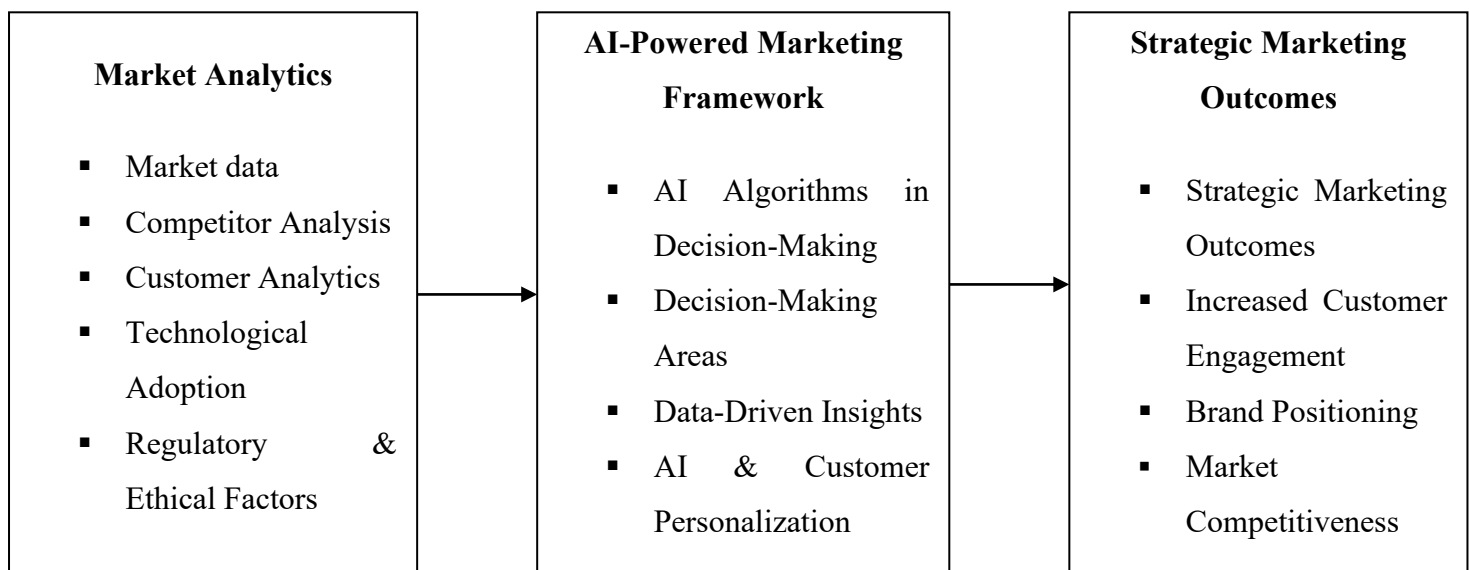 Market Analytics
▪ Market data
▪ Competitor Analysis
▪ Customer Analytics
▪ Technological
Adoption
▪ Regulatory &
Ethical Factors
AI-Powered Marketing
Framework
▪ AI Algorithms in
Decision-Making
▪ Decision-Making
Areas
▪ Data-Driven Insights
▪ AI & Customer
Personalization
Strategic Marketing
Outcomes
▪ Strategic Marketing
Outcomes
▪ Increased Customer
Engagement
▪ Brand Positioning
▪ Market
Competitiveness